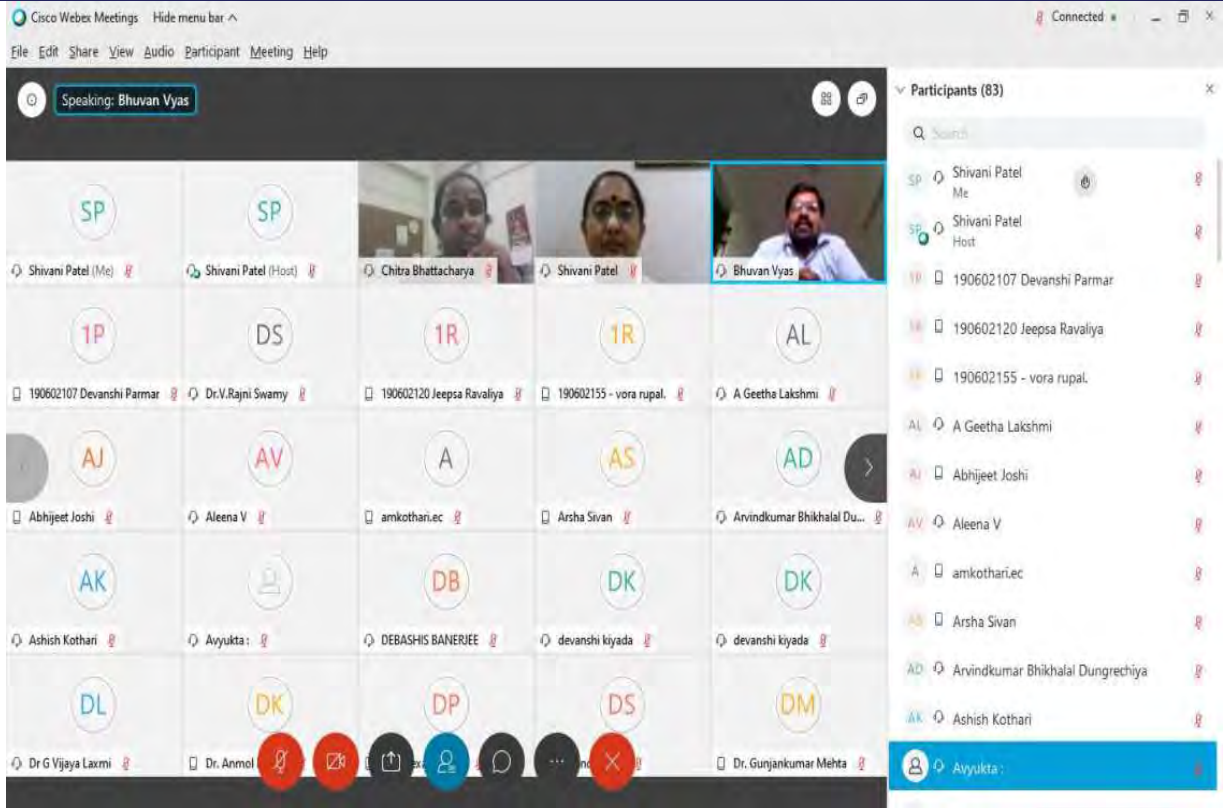 Cisco Webex Meetings Hide menu bar
Connected
File Edit Share View Audio Participant Meeting Help
Speaking: Bhuvan Vyas
SP
SP
Shivani Patel (Me)
Shivani Patel (Host)
Chitra Bhattacharya
Shivani Patel
Bhuvan Vyas
1P
DS
1R
1R
AL
190602107 Devanshi Parmar
Dr.V.Rajni Swamy
190602120 Jeepsa Ravaliya
190602155 - vora rupal.
A Geetha Lakshmi
AJ
AV
A
AS
AD
Abhijeet Joshi
Aleena V
amkothari.ec
Arsha Sivan
Arvindkumar Bhikhalal Du...
AK
DB
DK
DK
Ashish Kothari
Avyukta :
DEBASHIS BANERJEE
devanshi kiyada
devanshi kiyada
DL
DK
DP
DS
DM
Dr G Vijaya Laxmi
Dr. Anmol
Dr. Gunjankumar Mehta
Participants (83)
Search
SP Shivani Patel
Me
SP Shivani Patel
Host
1P 190602107 Devanshi Parmar
1R 190602120 Jeepsa Ravaliya
1R 190602155 - vora rupal.
AL A Geetha Lakshmi
AJ Abhijeet Joshi
AV Aleena V
A amkothari.ec
AS Arsha Sivan
AD Arvindkumar Bhikhalal Dungrechiya
AK Ashish Kothari
Avyukta :